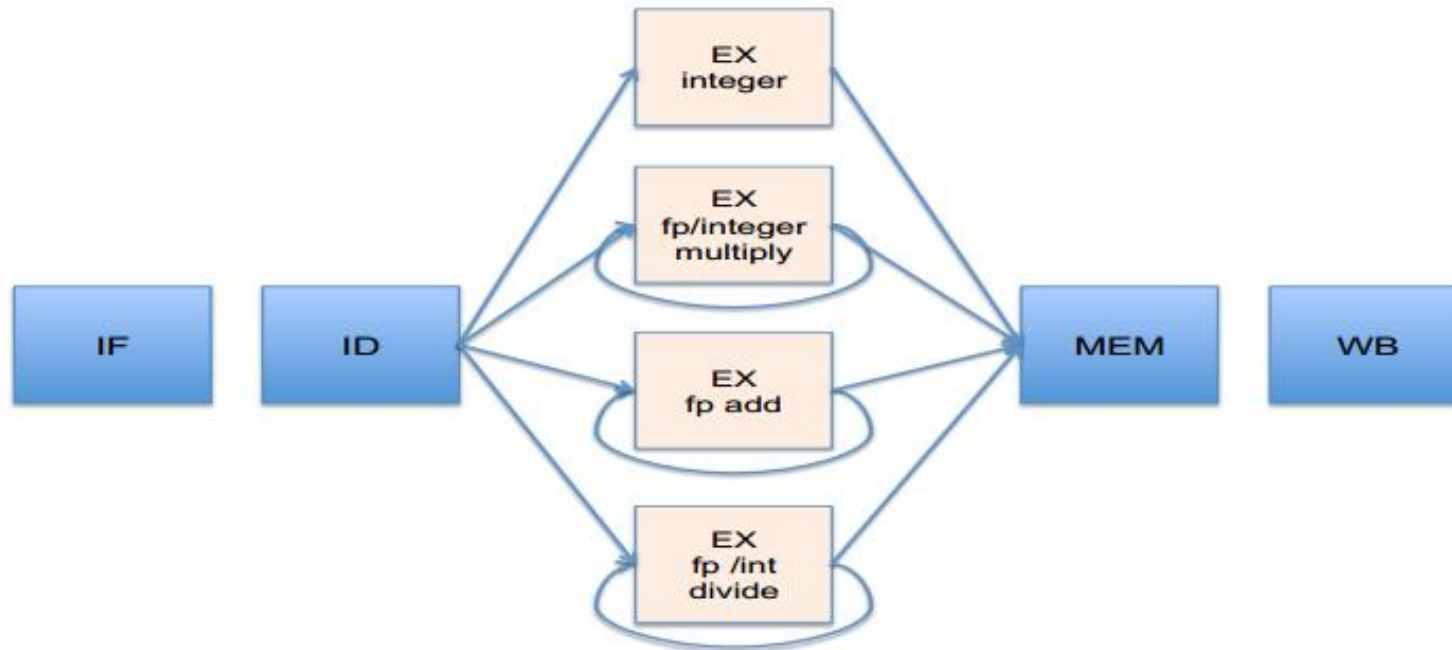 EX
integer
EX
fp/integer
multiply
IF
ID
EX
fp add
MEM
WB
EX
fp /int
divide